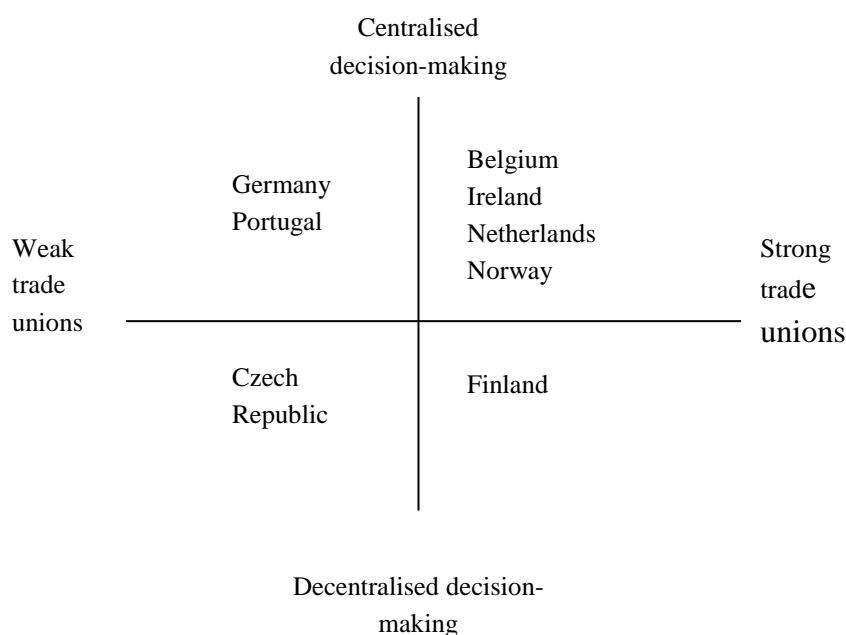 Centralised
decision-making
Germany
Portugal
Belgium
Ireland
Netherlands
Norway
Weak
trade
unions
Strong
trade
unions
Czech
Republic
Finland
Decentralised decision-
making